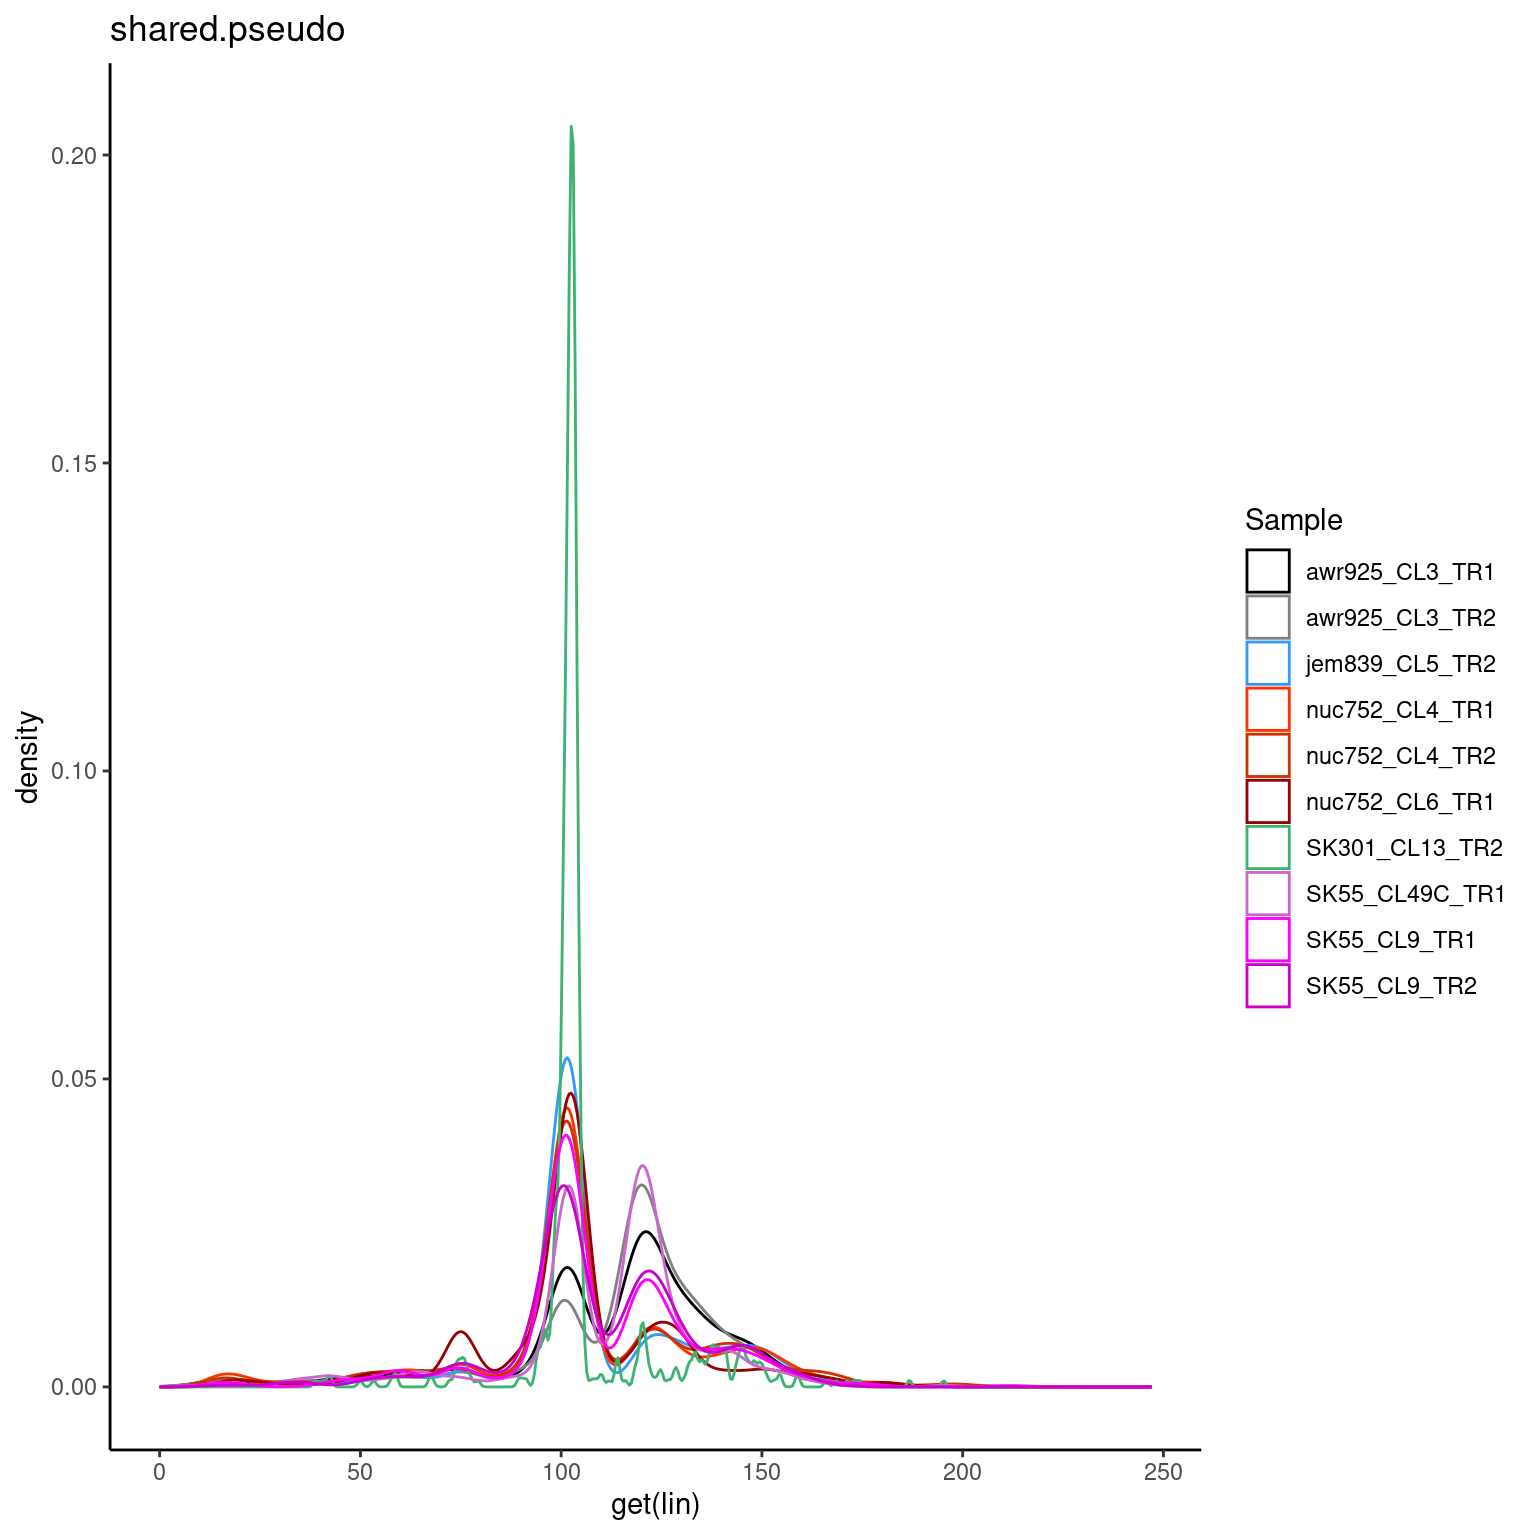 shared.pseudo
0.20
0.15
0.10
0.05
0.00
density
0
50
100
150
200
250
get(lin)
Sample
awr925_CL3_TR1
awr925_CL3_TR2
jem839_CL5_TR2
nuc752_CL4_TR1
nuc752_CL4_TR2
nuc752_CL6_TR1
SK301_CL13_TR2
SK55_CL49C_TR1
SK55_CL9_TR1
SK55_CL9_TR2